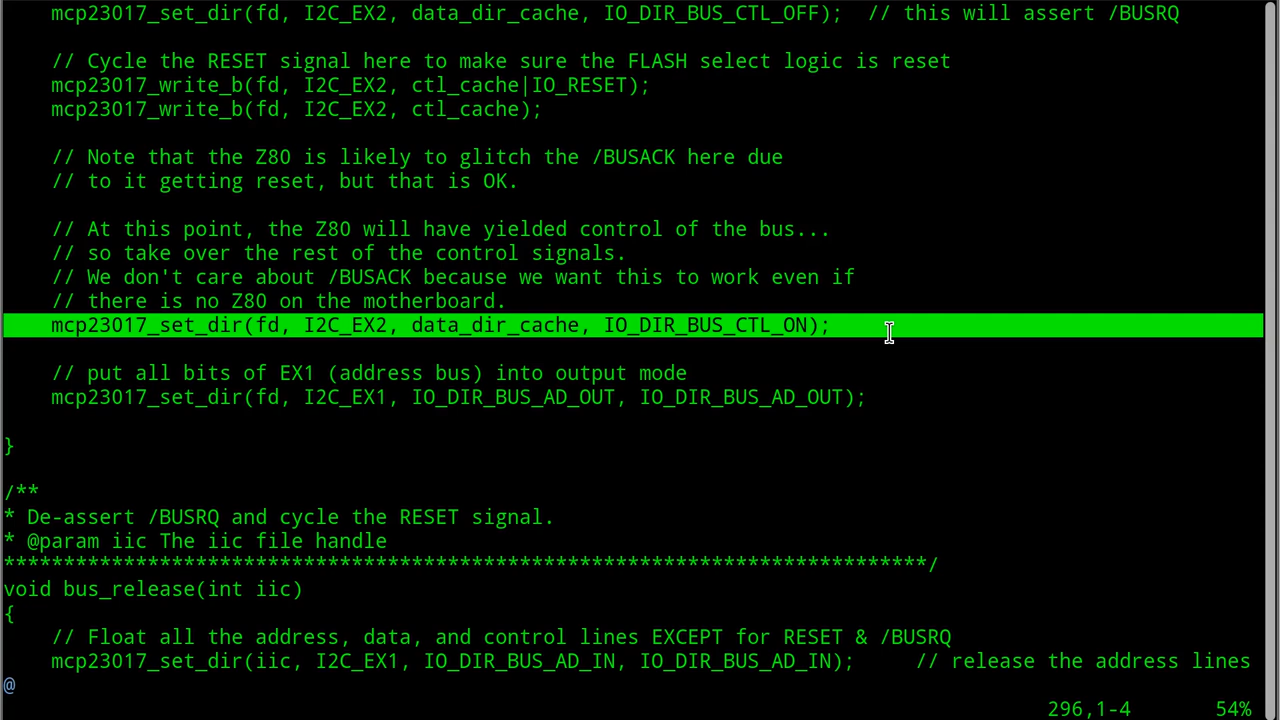 mcp23017_set_dir(fd, I2C_EX2, data_dir_cache, IO_DIR_BUS_CTL_OFF);  // this will assert /BUSRQ
// Cycle the RESET signal here to make sure the FLASH select logic is reset
mcp23017_write_b(fd, I2C_EX2, ctl_cache|IO_RESET);
mcp23017_write_b(fd, I2C_EX2, ctl_cache);
// Note that the Z80 is likely to glitch the /BUSACK here due
// to it getting reset, but that is OK.
// At this point, the Z80 will have yielded control of the bus...
// so take over the rest of the control signals.
// We don't care about /BUSACK because we want this to work even if
// there is no Z80 on the motherboard.
mcp23017_set_dir(fd, I2C_EX2, data_dir_cache, IO_DIR_BUS_CTL_ON);
// put all bits of EX1 (address bus) into output mode
mcp23017_set_dir(fd, I2C_EX1, IO_DIR_BUS_AD_OUT, IO_DIR_BUS_AD_OUT);
}
/**
* De-assert /BUSRQ and cycle the RESET signal.
* @param iic The iic file handle
*****************************************************************************/
void bus_release(int iic)
{
// Float all the address, data, and control lines EXCEPT for RESET & /BUSRQ
mcp23017_set_dir(iic, I2C_EX1, IO_DIR_BUS_AD_IN, IO_DIR_BUS_AD_IN);     // release the address lines
@
296,1-4       54%